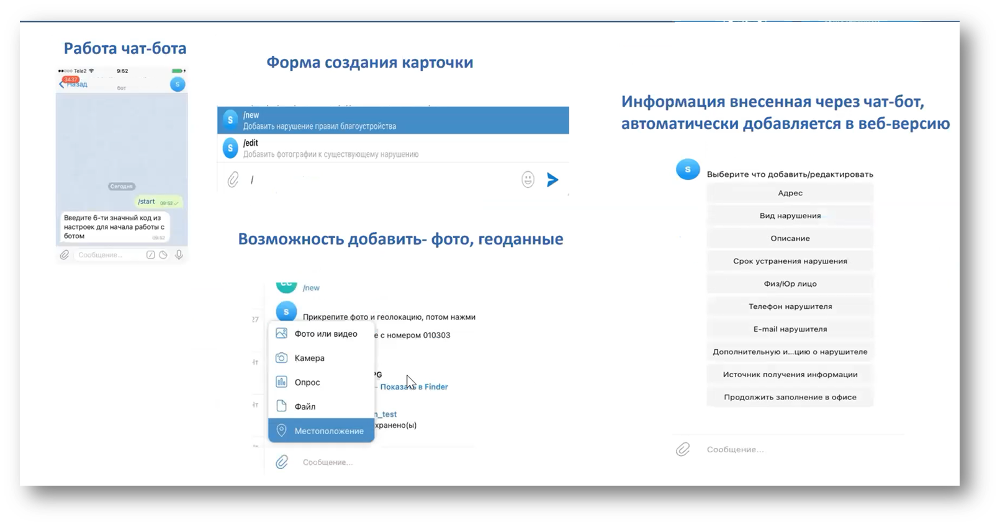 Работа чат-бота
Tele2
9:52
3437
Назад
бот
S
Сегодня
/start 09:52
Введите 6-ти значный код из
настроек для начала работы с
ботом
09:52
Сообщение...
Форма создания карточки
S
/new
Добавить нарушение правил благоустройства
S
/edit
Добавить фотографии к существующему нарушению
/
Возможность добавить- фото, геоданные
/new
S
27
Прикрепите фото и геолокацию, потом нажми
Фото или видео
е с номером 010303
Чт
Камера
PG
Опрос
- Показать в Finder
Чт
Файл
n_test
хранено(ы)
Местоположение
Сообщение...
Информация внесенная через чат-бот,
автоматически добавляется в веб-версию
S
Выберите что добавить/редактировать
Адрес
Вид нарушения
Описание
Срок устранения нарушения
Физ/Юр лицо
Телефон нарушителя
E-mail нарушителя
Дополнительную и...цию о нарушителе
Источник получения информации
Продолжить заполнение в офисе
Сообщение...